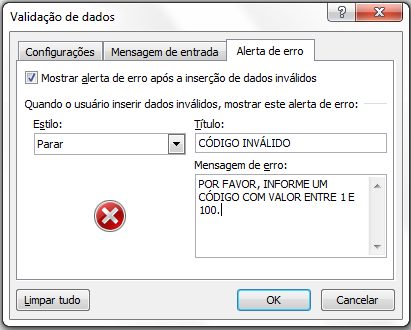 Validação de dados
Configurações
Mensagem de entrada
Alerta de erro
Mostrar alerta de erro após a inserção de dados inválidos
Quando o usuário inserir dados inválidos, mostrar este alerta de erro:
Estilo:
Título:
Parar
CÓDIGO INVÁLIDO
Mensagem de erro:
POR FAVOR, INFORME UM
CÓDIGO COM VALOR ENTRE 1 E
100.
Limpar tudo
OK
Cancelar